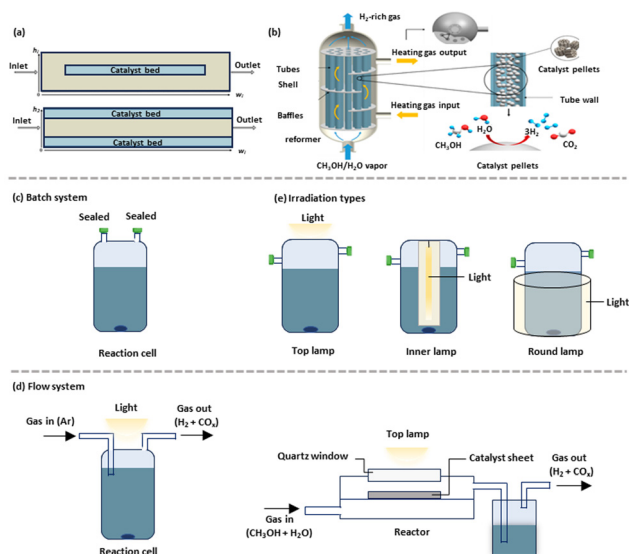 (a)
h₁
Inlet
Catalyst bed
Outlet
w₁
h₂
Catalyst bed
Inlet
Outlet
Catalyst bed
w₂
(b)
H₂-rich gas
Heating gas output
Tubes
Shell
Baffles
reformer
Heating gas input
CH₃OH/H₂O vapor
Catalyst pellets
Tube wall
H₂O
3H₂
CH₃OH
CO₂
Catalyst pellets
(c) Batch system
Sealed
Sealed
Reaction cell
(e) Irradiation types
Light
Top lamp
Light
Inner lamp
Light
Round lamp
(d) Flow system
Gas in (Ar)
Light
Gas out
(H₂ + COₓ)
Reaction cell
Top lamp
Quartz window
Catalyst sheet
Gas out
(H₂ + COₓ)
Gas in
(CH₃OH + H₂O)
Reactor